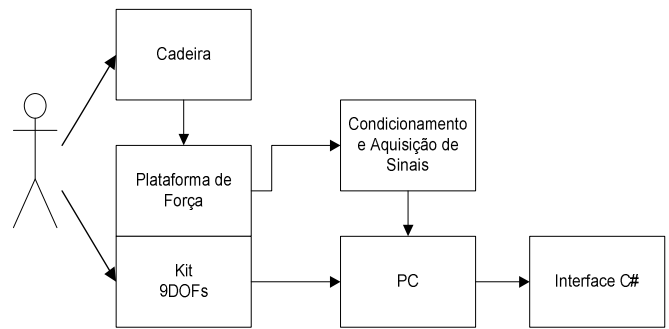 Cadeira
Condicionamento
e Aquisição de
Sinais
Plataforma de
Força
Kit
9DOFs
PC
Interface C#